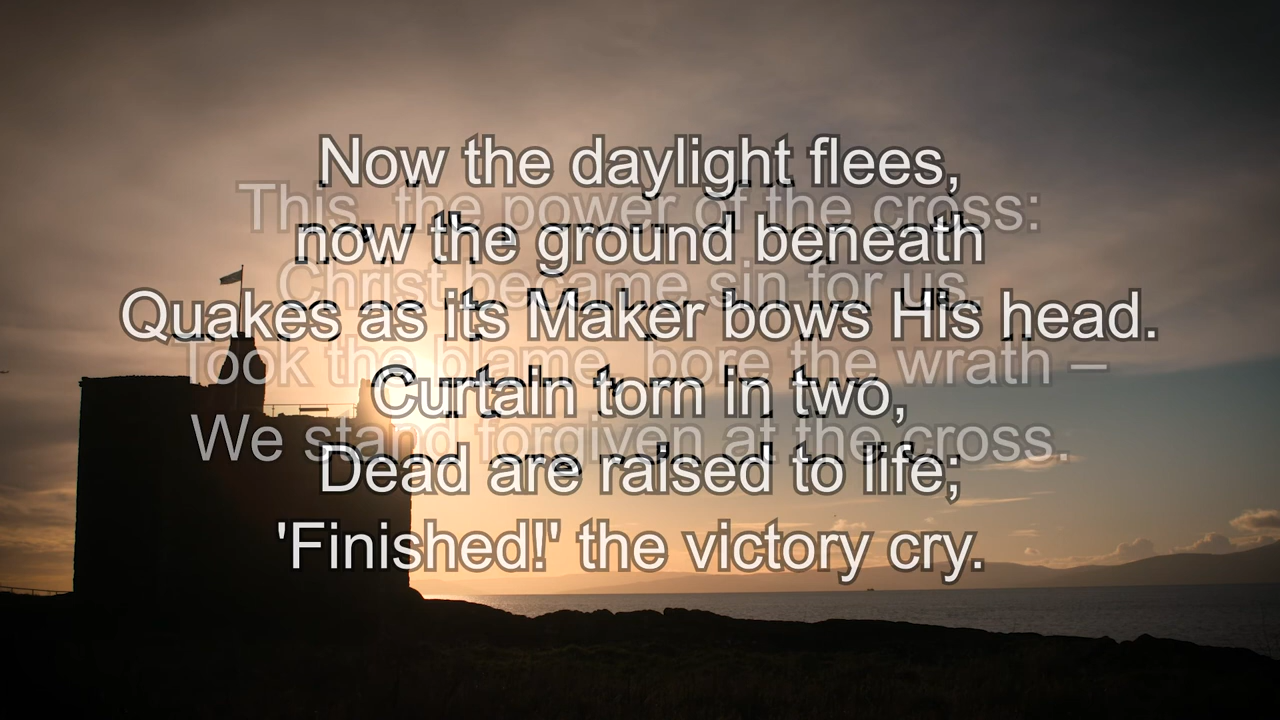 Now the daylight flees,
This, the power of the cross:
now the ground beneath
Christ became sin for us,
Quakes as its Maker bows His head.
Took the blame, bore the wrath –
Curtain torn in two,
We stand forgiven at the cross.
Dead are raised to life;
'Finished!' the victory cry.